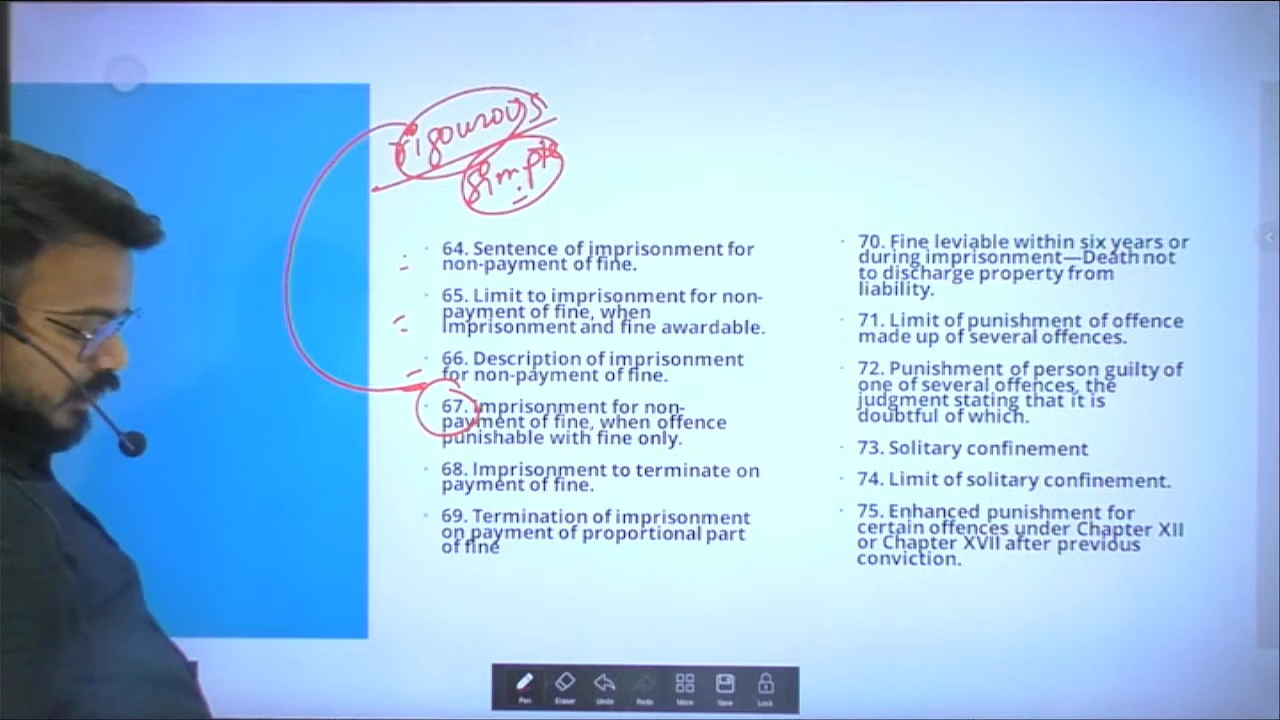 rigourous
simple
64. Sentence of imprisonment for
non-payment of fine.
65. Limit to imprisonment for non-
payment of fine, when
imprisonment and fine awardable.
66. Description of imprisonment
for non-payment of fine.
67. Imprisonment for non-
payment of fine, when offence
punishable with fine only.
68. Imprisonment to terminate on
payment of fine.
69. Termination of imprisonment
on payment of proportional part
of fine
70. Fine leviable within six years or
during imprisonment—Death not
to discharge property from
liability.
71. Limit of punishment of offence
made up of several offences.
72. Punishment of person guilty of
one of several offences, the
judgment stating that it is
doubtful of which.
73. Solitary confinement
74. Limit of solitary confinement.
75. Enhanced punishment for
certain offences under Chapter XII
or Chapter XVII after previous
conviction.
Pen Eraser Undo Redo More Save Lock